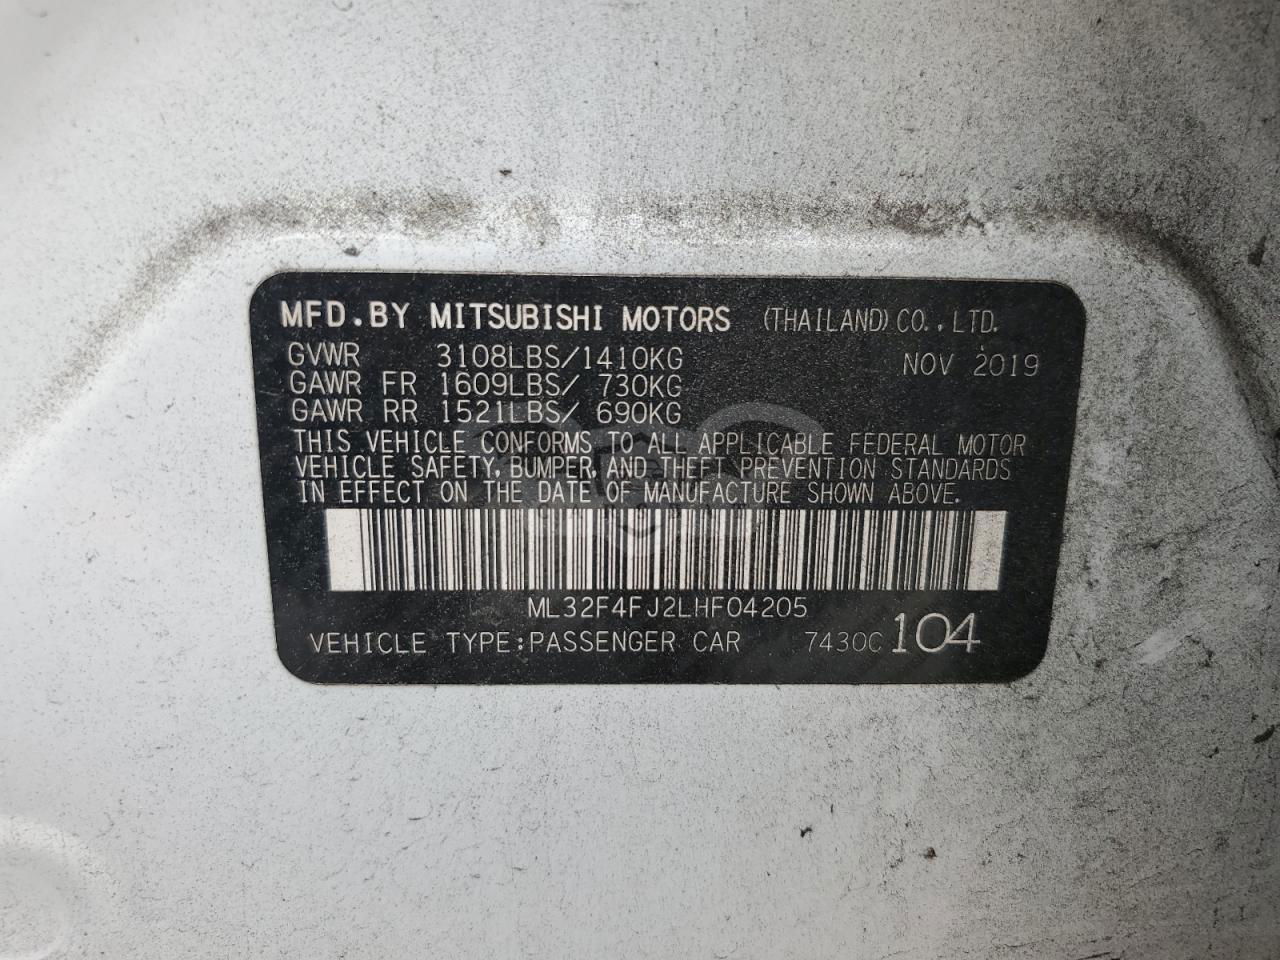 MFD.BY MITSUBISHI MOTORS (THAILAND) CO.,LTD.
GVWR 3108LBS/1410KG NOV 2019
GAWR FR 1609LBS/ 730KG
GAWR RR 1521LBS/ 690KG
THIS VEHICLE CONFORMS TO ALL APPLICABLE FEDERAL MOTOR
VEHICLE SAFETY, BUMPER, AND THEFT PREVENTION STANDARDS
IN EFFECT ON THE DATE OF MANUFACTURE SHOWN ABOVE.
ML32F4FJ2LHF04205
VEHICLE TYPE:PASSENGER CAR 7430C 104